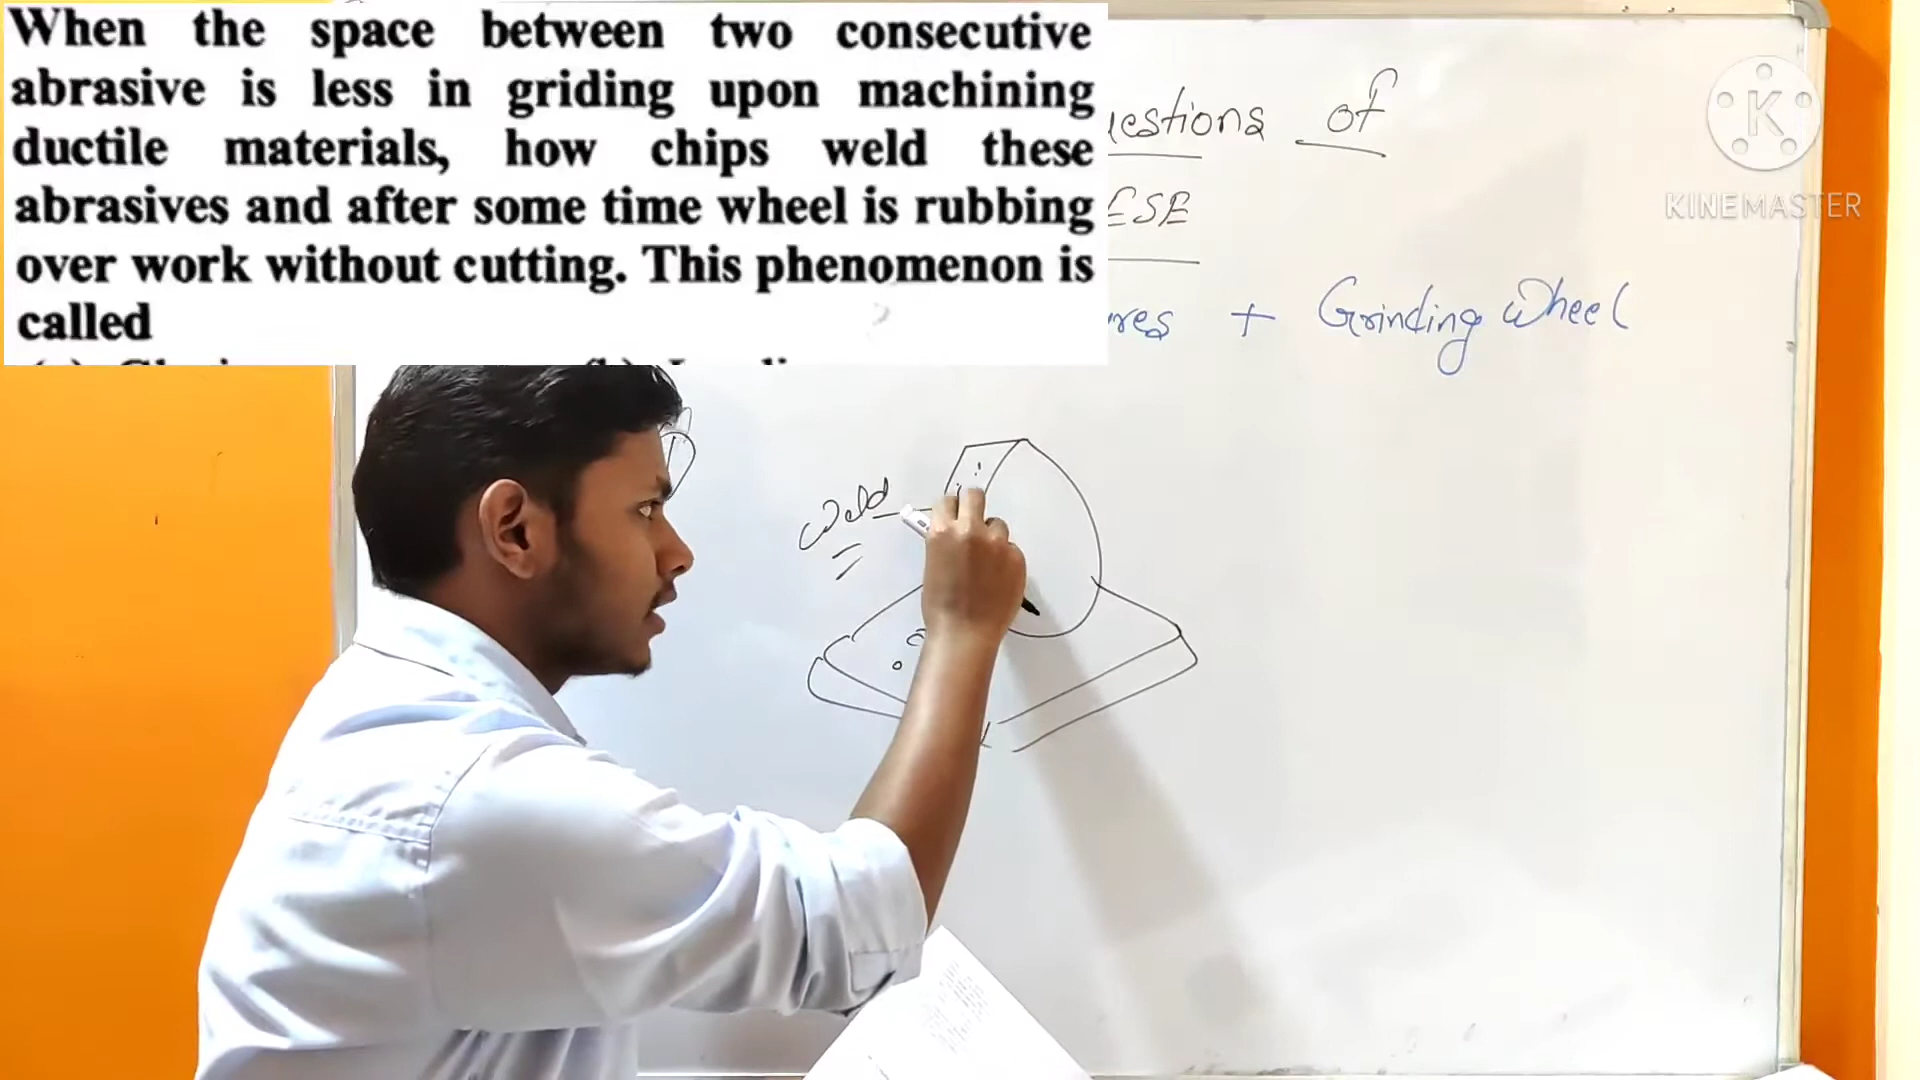 When the space between two consecutive
abrasive is less in griding upon machining
ductile materials, how chips weld these
abrasives and after some time wheel is rubbing
over work without cutting. This phenomenon is
called
of
ESE
+ Grinding Wheel
Weld
KINEMASTER